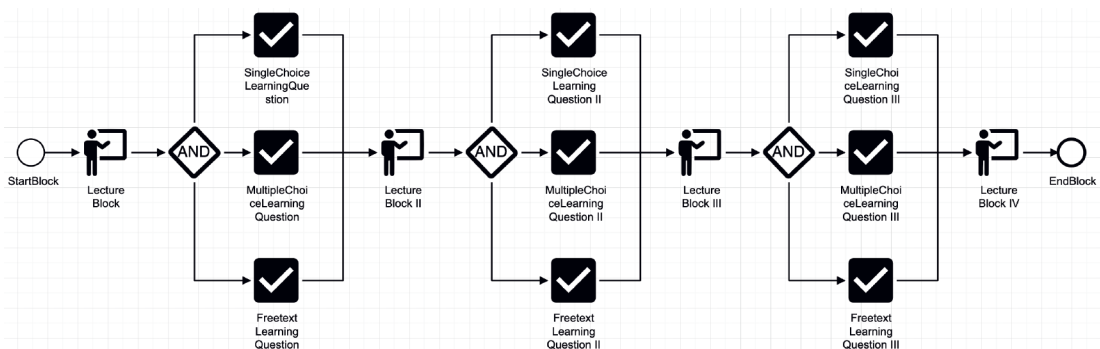 SingleChoice
LearningQue
stion
SingleChoice
Learning
Question II
SingleChoi
ceLearning
Question III
StartBlock
Lecture
Block
AND
MultipleChoi
ceLearning
Question
Lecture
Block II
AND
MultipleChoi
ceLearning
Question II
Lecture
Block III
AND
MultipleChoi
ceLearning
Question III
Lecture
Block IV
EndBlock
Freetext
Learning
Question
Freetext
Learning
Question II
Freetext
Learning
Question III